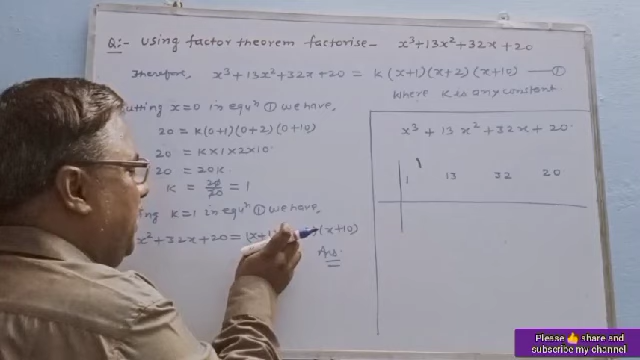 Q:- Using factor theorem factorise- x³+13x²+32x+20
Therefore, x³+13x²+32x+20 = k(x+1)(x+2)(x+10) —①
Where k is any constant.
utting x=0 in equⁿ ① we have,
20 = k(0+1)(0+2)(0+10)
20 = k×1×2×10
20 = 20k
k = 20/20 = 1
ing k=1 in equⁿ ① we have,
x²+32x+20 = (x+1) (x+10)
Ans.
x³ + 13x² + 32x + 20
1 13 32 20
Please 👍 share and
subscribe my channel